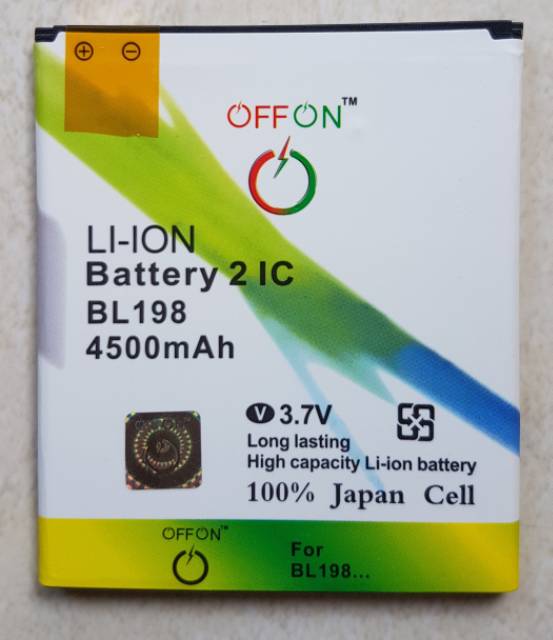 + -
OFFON™
LI-ION
Battery 2 IC
BL198
4500mAh
V 3.7V
Long lasting
High capacity Li-ion battery
100% Japan Cell
OFFON™
For
BL198...